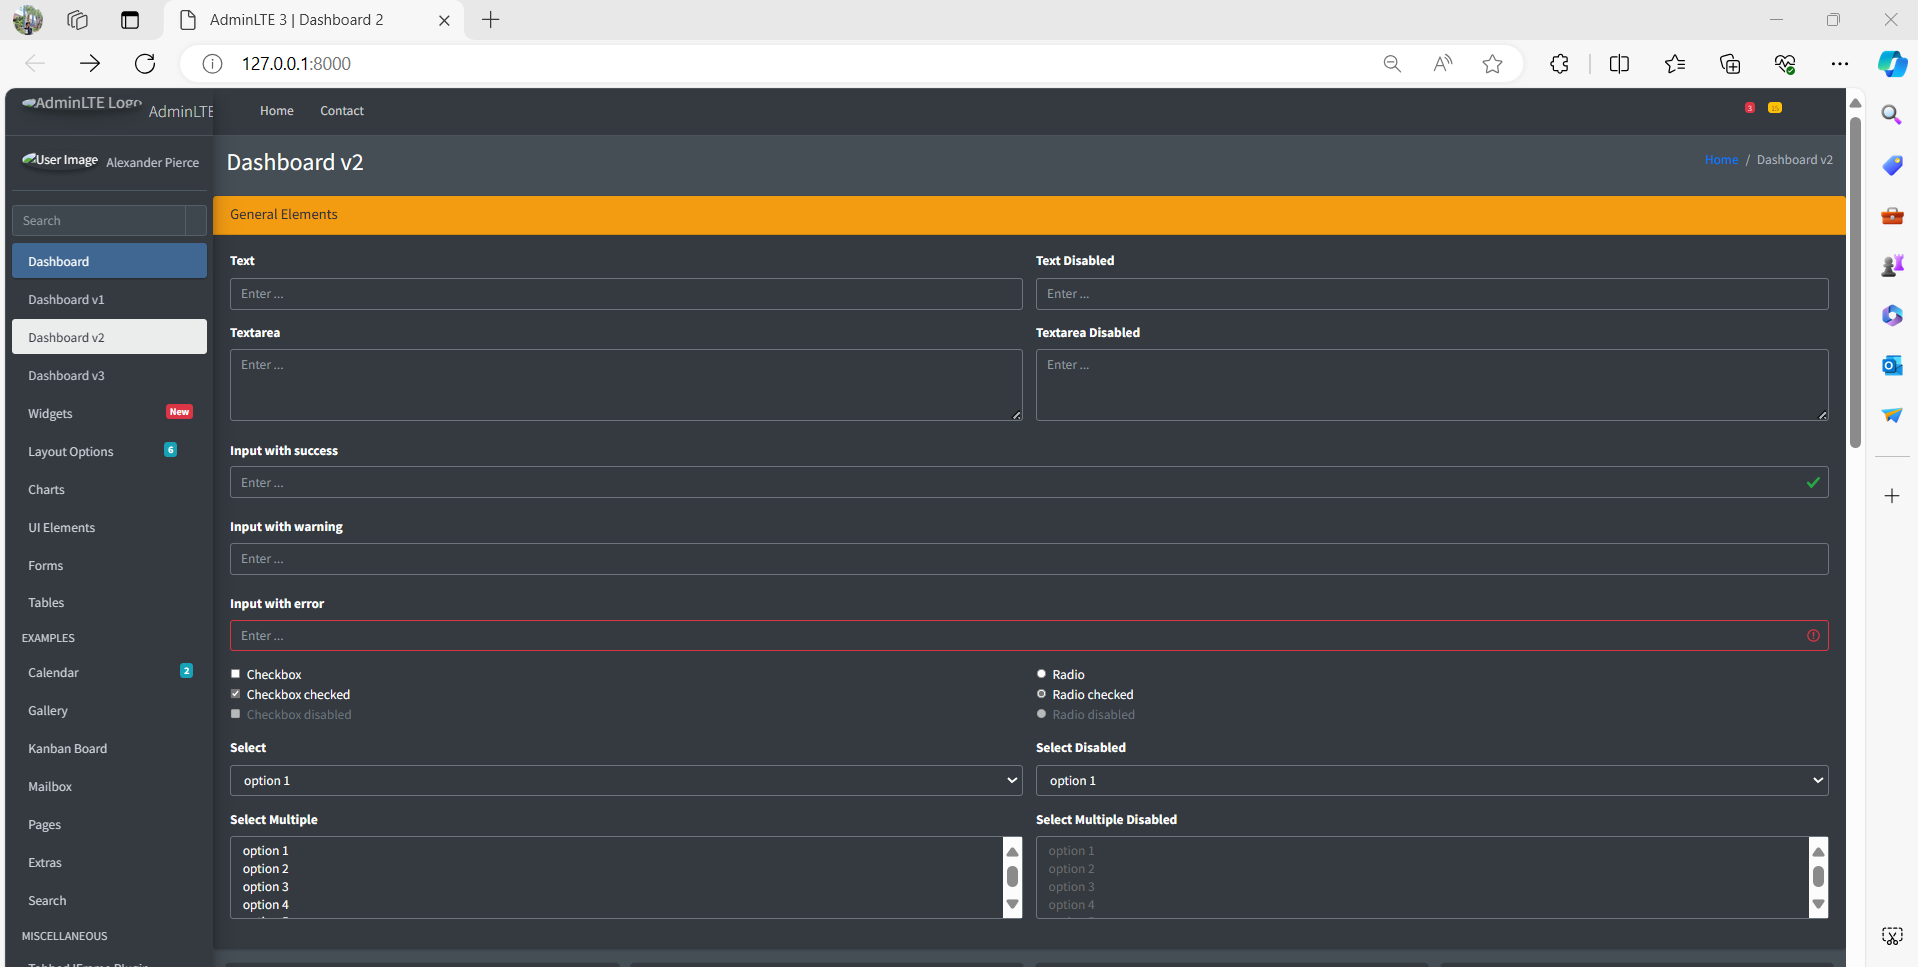 AdminLTE 3 | Dashboard 2
127.0.0.1:8000
AdminLTE Logo AdminLTE
Home Contact
3 15
User Image Alexander Pierce
Dashboard v2
Home / Dashboard v2
Search
General Elements
Dashboard
Dashboard v1
Dashboard v2
Dashboard v3
Widgets New
Layout Options 6
Charts
UI Elements
Forms
Tables
EXAMPLES
Calendar 2
Gallery
Kanban Board
Mailbox
Pages
Extras
Search
MISCELLANEOUS
Tabbed IFrame Plugin
Text Text Disabled
Enter ... Enter ...
Textarea Textarea Disabled
Enter ... Enter ...
Input with success
Enter ...
Input with warning
Enter ...
Input with error
Enter ...
Checkbox Radio
Checkbox checked Radio checked
Checkbox disabled Radio disabled
Select Select Disabled
option 1 option 1
Select Multiple Select Multiple Disabled
option 1 option 1
option 2 option 2
option 3 option 3
option 4 option 4